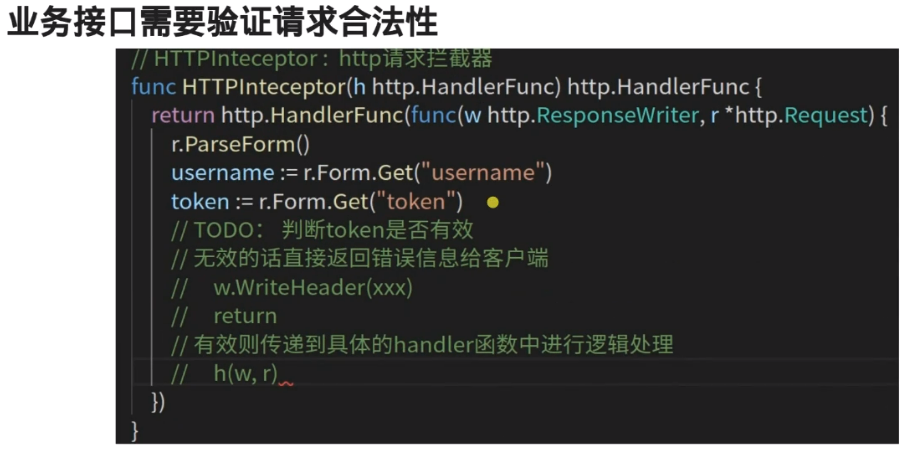 业务接口需要验证请求合法性
// HTTPInteceptor : http请求拦截器
func HTTPInteceptor(h http.HandlerFunc) http.HandlerFunc {
return http.HandlerFunc(func(w http.ResponseWriter, r *http.Request) {
r.ParseForm()
username := r.Form.Get("username")
token := r.Form.Get("token")
// TODO： 判断token是否有效
// 无效的话直接返回错误信息给客户端
// w.WriteHeader(xxx)
// return
// 有效则传递到具体的handler函数中进行逻辑处理
// h(w, r)
})
}